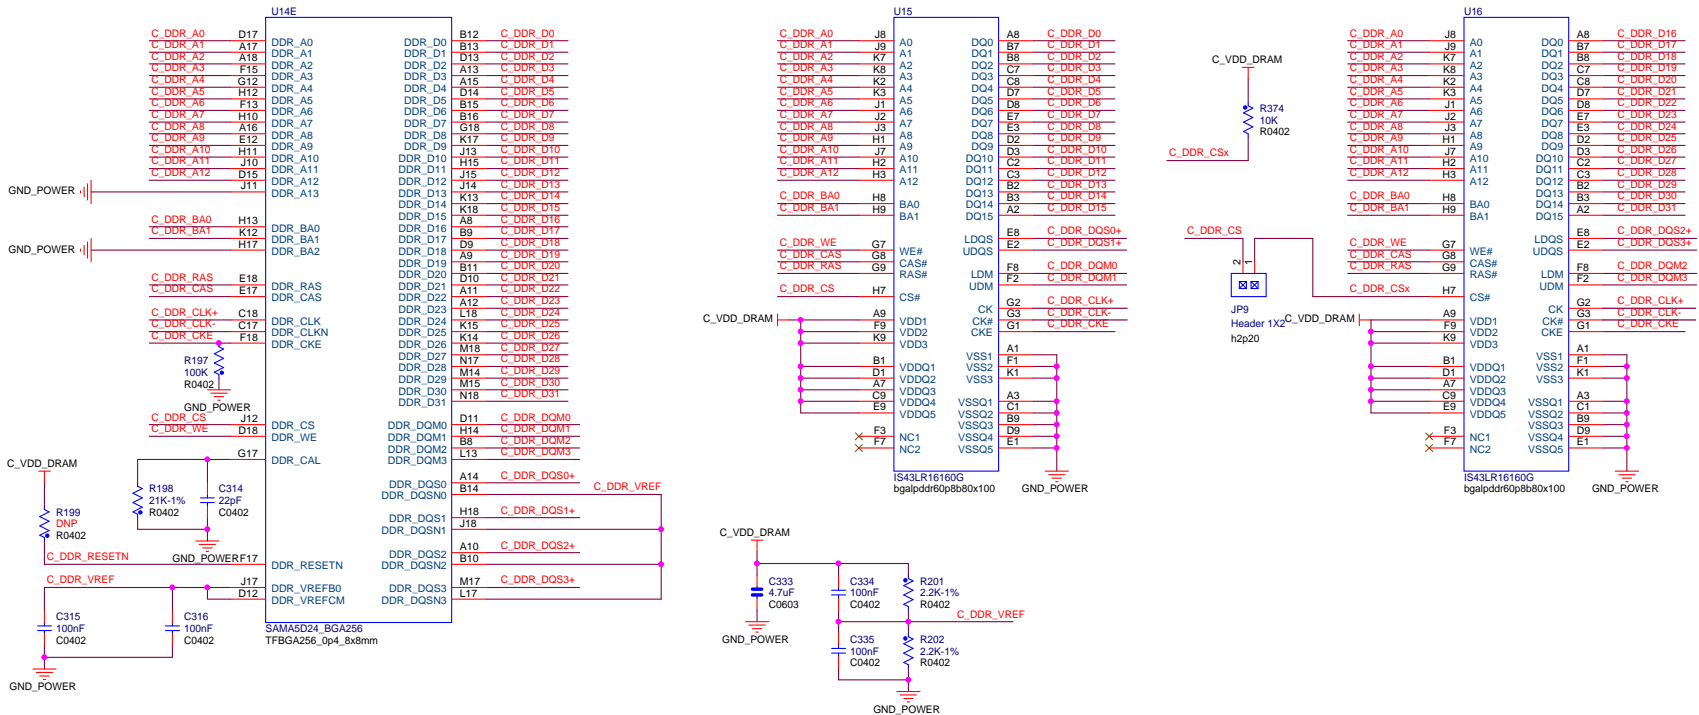 U14E
C_DDR_A0 D17 DDR_A0 DDR_D0 B12 C_DDR_D0
C_DDR_A1 A17 DDR_A1 DDR_D1 B13 C_DDR_D1
C_DDR_A2 A18 DDR_A2 DDR_D2 D13 C_DDR_D2
C_DDR_A3 F15 DDR_A3 DDR_D3 A13 C_DDR_D3
C_DDR_A4 G12 DDR_A4 DDR_D4 A15 C_DDR_D4
C_DDR_A5 H12 DDR_A5 DDR_D5 D14 C_DDR_D5
C_DDR_A6 F13 DDR_A6 DDR_D6 B15 C_DDR_D6
C_DDR_A7 H10 DDR_A7 DDR_D7 B16 C_DDR_D7
C_DDR_A8 A16 DDR_A8 DDR_D8 G18 C_DDR_D8
C_DDR_A9 E12 DDR_A9 DDR_D9 K17 C_DDR_D9
C_DDR_A10 H11 DDR_A10 DDR_D10 J13 C_DDR_D10
C_DDR_A11 J10 DDR_A11 DDR_D11 H15 C_DDR_D11
C_DDR_A12 D15 DDR_A12 DDR_D12 J15 C_DDR_D12
GND_POWER J11 DDR_A13 DDR_D13 J14 C_DDR_D13
DDR_D14 K13 C_DDR_D14
DDR_D15 K18 C_DDR_D15
C_DDR_BA0 H13 DDR_BA0 DDR_D16 A8 C_DDR_D16
C_DDR_BA1 K12 DDR_BA1 DDR_D17 B9 C_DDR_D17
GND_POWER H17 DDR_BA2 DDR_D18 D9 C_DDR_D18
DDR_D19 A9 C_DDR_D19
DDR_D20 B11 C_DDR_D20
C_DDR_RAS E18 DDR_RAS DDR_D21 D10 C_DDR_D21
C_DDR_CAS E17 DDR_CAS DDR_D22 A11 C_DDR_D22
DDR_D23 A12 C_DDR_D23
C_DDR_CLK+ C18 DDR_CLK DDR_D24 L18 C_DDR_D24
C_DDR_CLK- C17 DDR_CLKN DDR_D25 K15 C_DDR_D25
C_DDR_CKE F18 DDR_CKE DDR_D26 K14 C_DDR_D26
DDR_D27 M18 C_DDR_D27
DDR_D28 N17 C_DDR_D28
DDR_D29 M14 C_DDR_D29
DDR_D30 M15 C_DDR_D30
DDR_D31 N18 C_DDR_D31
R197
100K
R0402
GND_POWER
C_DDR_CS J12 DDR_CS DDR_DQM0 D11 C_DDR_DQM0
C_DDR_WE D18 DDR_WE DDR_DQM1 H14 C_DDR_DQM1
DDR_DQM2 B8 C_DDR_DQM2
G17 DDR_CAL DDR_DQM3 L13 C_DDR_DQM3
C_VDD_DRAM
DDR_DQS0 A14 C_DDR_DQS0+
DDR_DQSN0 B14 C_DDR_VREF
R198
21K-1%
R0402
C314
22pF
C0402
R199
DNP
R0402
DDR_DQS1 H18 C_DDR_DQS1+
DDR_DQSN1 J18
DDR_DQS2 A10 C_DDR_DQS2+
DDR_DQSN2 B10
C_DDR_RESETN GND_POWER F17 DDR_RESETN
C_DDR_VREF J17 DDR_VREFB0 DDR_DQS3 M17 C_DDR_DQS3+
D12 DDR_VREFCM DDR_DQSN3 L17
C315
100nF
C0402
C316
100nF
C0402
SAMA5D24_BGA256
TFBGA256_0p4_8x8mm
GND_POWER
U15
C_DDR_A0 J8 A0 DQ0 A8 C_DDR_D0
C_DDR_A1 J9 A1 DQ1 B7 C_DDR_D1
C_DDR_A2 K7 A2 DQ2 B8 C_DDR_D2
C_DDR_A3 K8 A3 DQ3 C7 C_DDR_D3
C_DDR_A4 K2 A4 DQ4 C8 C_DDR_D4
C_DDR_A5 K3 A5 DQ5 D7 C_DDR_D5
C_DDR_A6 J1 A6 DQ6 D8 C_DDR_D6
C_DDR_A7 J2 A7 DQ7 E7 C_DDR_D7
C_DDR_A8 J3 A8 DQ8 E3 C_DDR_D8
C_DDR_A9 H1 A9 DQ9 D2 C_DDR_D9
C_DDR_A10 J7 A10 DQ10 D3 C_DDR_D10
C_DDR_A11 H2 A11 DQ11 C2 C_DDR_D11
C_DDR_A12 H3 A12 DQ12 C3 C_DDR_D12
DQ13 B2 C_DDR_D13
C_DDR_BA0 H8 BA0 DQ14 B3 C_DDR_D14
C_DDR_BA1 H9 BA1 DQ15 A2 C_DDR_D15
LDQS E8 C_DDR_DQS0+
C_DDR_WE G7 WE# UDQS E2 C_DDR_DQS1+
C_DDR_CAS G8 CAS#
C_DDR_RAS G9 RAS# LDM F8 C_DDR_DQM0
UDM F2 C_DDR_DQM1
C_DDR_CS H7 CS#
CK G2 C_DDR_CLK+
C_VDD_DRAM A9 VDD1 CK# G3 C_DDR_CLK-
F9 VDD2 CKE G1 C_DDR_CKE
K9 VDD3
VSS1 A1
B1 VDDQ1 VSS2 F1
D1 VDDQ2 VSS3 K1
A7 VDDQ3
C9 VDDQ4 VSSQ1 A3
E9 VDDQ5 VSSQ2 C1
VSSQ3 B9
F3 NC1 VSSQ4 D9
F7 NC2 VSSQ5 E1
IS43LR16160G
bgalpddr60p8b80x100
GND_POWER
C_VDD_DRAM
C333
4.7uF
C0603
GND_POWER
C334
100nF
C0402
R201
2.2K-1%
R0402
C_DDR_VREF
C335
100nF
C0402
R202
2.2K-1%
R0402
GND_POWER
C_VDD_DRAM
R374
10K
R0402
C_DDR_CSx
C_DDR_CS
2 1
JP9
Header 1X2
h2p20
U16
C_DDR_A0 J8 A0 DQ0 A8 C_DDR_D16
C_DDR_A1 J9 A1 DQ1 B7 C_DDR_D17
C_DDR_A2 K7 A2 DQ2 B8 C_DDR_D18
C_DDR_A3 K8 A3 DQ3 C7 C_DDR_D19
C_DDR_A4 K2 A4 DQ4 C8 C_DDR_D20
C_DDR_A5 K3 A5 DQ5 D7 C_DDR_D21
C_DDR_A6 J1 A6 DQ6 D8 C_DDR_D22
C_DDR_A7 J2 A7 DQ7 E7 C_DDR_D23
C_DDR_A8 J3 A8 DQ8 E3 C_DDR_D24
C_DDR_A9 H1 A9 DQ9 D2 C_DDR_D25
C_DDR_A10 J7 A10 DQ10 D3 C_DDR_D26
C_DDR_A11 H2 A11 DQ11 C2 C_DDR_D27
C_DDR_A12 H3 A12 DQ12 C3 C_DDR_D28
DQ13 B2 C_DDR_D29
C_DDR_BA0 H8 BA0 DQ14 B3 C_DDR_D30
C_DDR_BA1 H9 BA1 DQ15 A2 C_DDR_D31
LDQS E8 C_DDR_DQS2+
C_DDR_WE G7 WE# UDQS E2 C_DDR_DQS3+
C_DDR_CAS G8 CAS#
C_DDR_RAS G9 RAS# LDM F8 C_DDR_DQM2
UDM F2 C_DDR_DQM3
C_DDR_CSx H7 CS#
CK G2 C_DDR_CLK+
C_VDD_DRAM A9 VDD1 CK# G3 C_DDR_CLK-
F9 VDD2 CKE G1 C_DDR_CKE
K9 VDD3
VSS1 A1
B1 VDDQ1 VSS2 F1
D1 VDDQ2 VSS3 K1
A7 VDDQ3
C9 VDDQ4 VSSQ1 A3
E9 VDDQ5 VSSQ2 C1
VSSQ3 B9
F3 NC1 VSSQ4 D9
F7 NC2 VSSQ5 E1
IS43LR16160G
bgalpddr60p8b80x100
GND_POWER